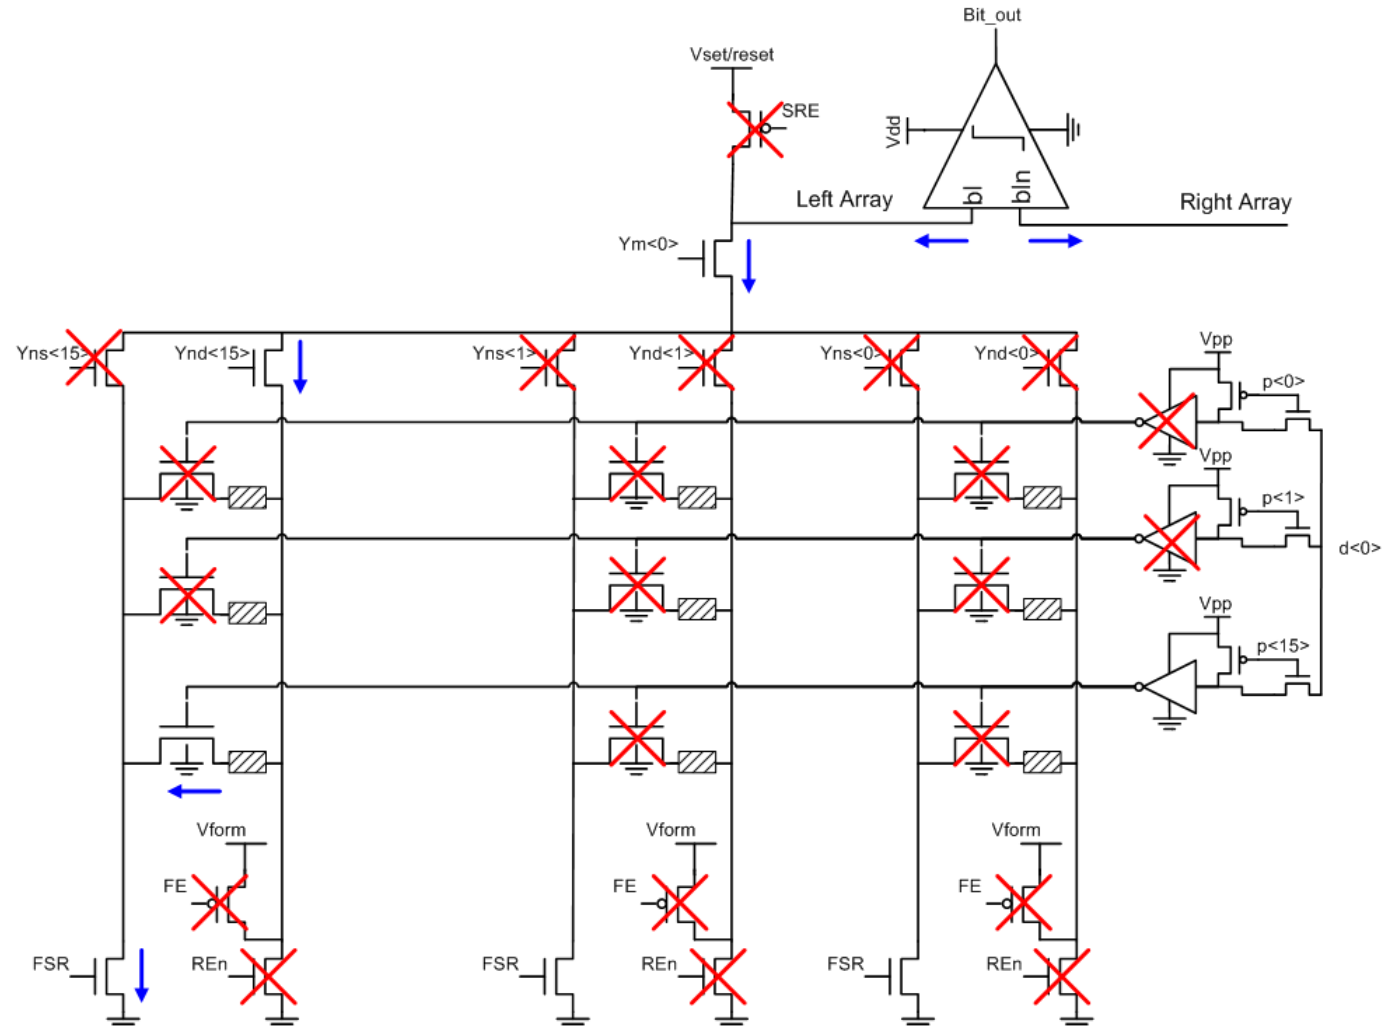 Bit_out
Vset/reset
SRE
Vdd
bl
bln
Left Array
Right Array
Ym<0>
Yns<15>
Ynd<15>
Yns<1>
Ynd<1>
Yns<0>
Ynd<0>
Vpp
p<0>
Vpp
p<1>
d<0>
Vpp
p<15>
Vform
Vform
Vform
FE
FE
FE
FSR
REn
FSR
REn
FSR
REn